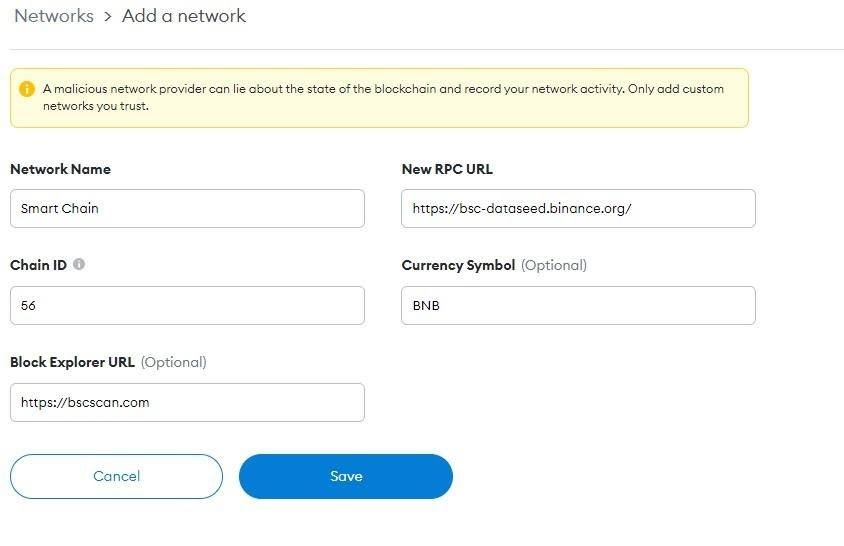 Networks > Add a network
A malicious network provider can lie about the state of the blockchain and record your network activity. Only add custom
networks you trust.
Network Name
New RPC URL
Smart Chain
https://bsc-dataseed.binance.org/
Chain ID
Currency Symbol (Optional)
56
BNB
Block Explorer URL (Optional)
https://bscscan.com
Cancel
Save